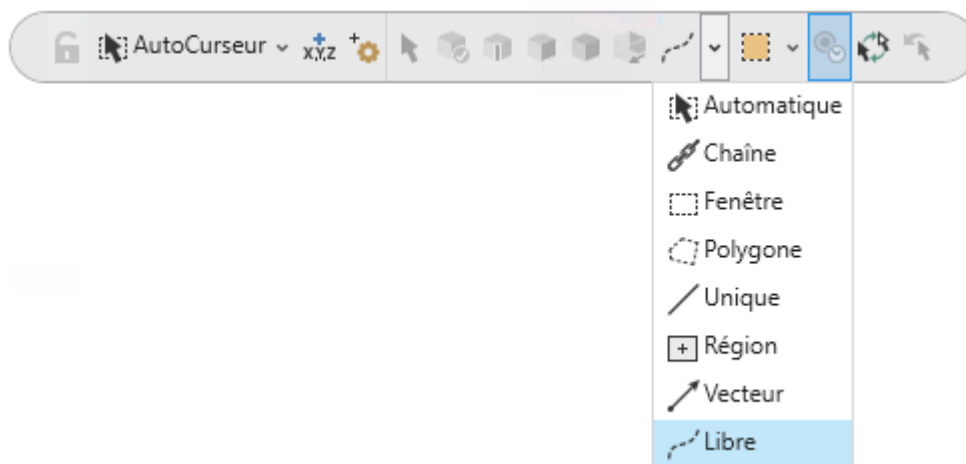 AutoCurseur
X,Y,Z
Automatique
Chaîne
Fenêtre
Polygone
Unique
Région
Vecteur
Libre